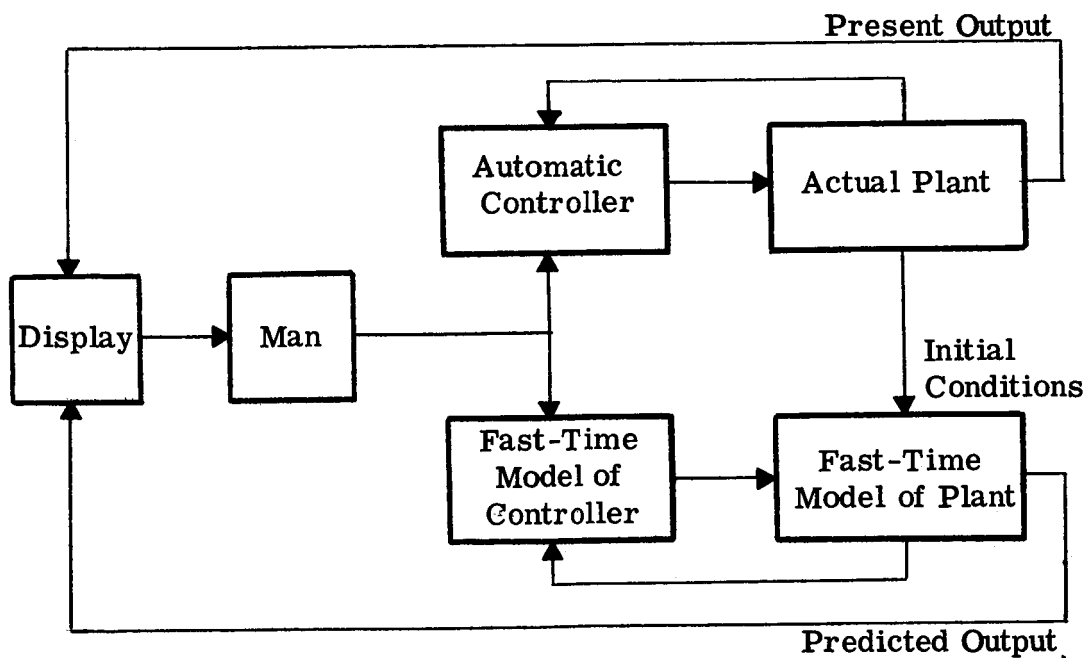 Present Output
Automatic
Controller
Actual Plant
Display
Man
Initial
Conditions
Fast-Time
Model of
Controller
Fast-Time
Model of Plant
Predicted Output